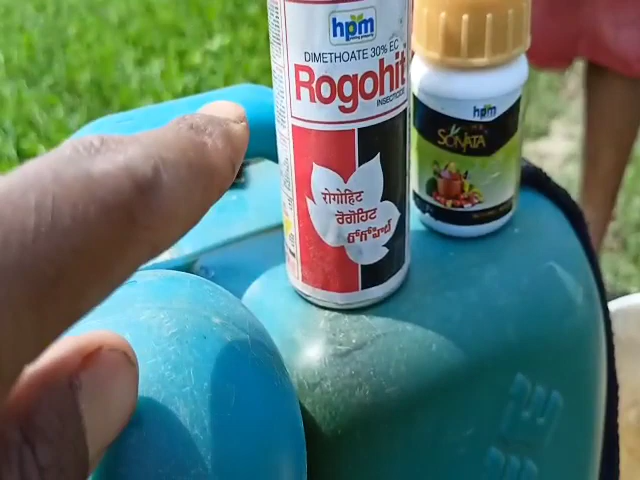 hpm
DIMETHOATE 30% EC
Rogohit
INSECTICIDE
रोगोहिट
ਰੋਗੋਹਿਟ
రోగోహిట్
hpm
SONATA